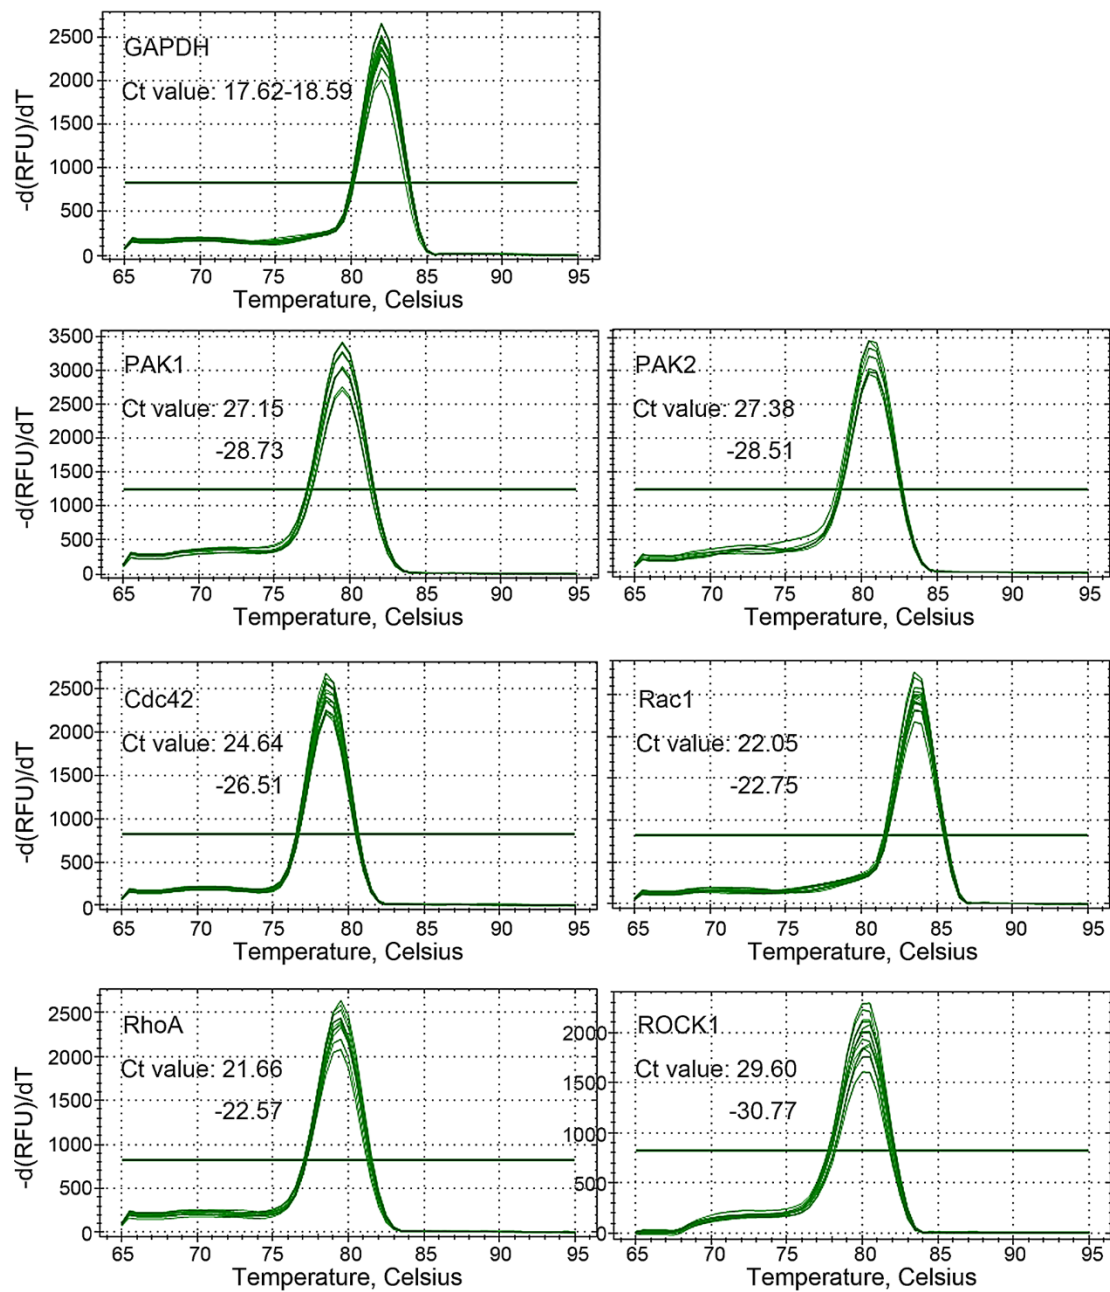 GAPDH
Ct value: 17.62-18.59
-d(RFU)/dT
2500
2000
1500
1000
500
0
65 70 75 80 85 90 95
Temperature, Celsius
PAK1
Ct value: 27.15
-28.73
-d(RFU)/dT
3500
3000
2500
2000
1500
1000
500
0
65 70 75 80 85 90 95
Temperature, Celsius
PAK2
Ct value: 27.38
-28.51
65 70 75 80 85 90 95
Temperature, Celsius
Cdc42
Ct value: 24.64
-26.51
-d(RFU)/dT
2500
2000
1500
1000
500
0
65 70 75 80 85 90 95
Temperature, Celsius
Rac1
Ct value: 22.05
-22.75
65 70 75 80 85 90 95
Temperature, Celsius
RhoA
Ct value: 21.66
-22.57
-d(RFU)/dT
2500
2000
1500
1000
500
0
65 70 75 80 85 90 95
Temperature, Celsius
ROCK1
Ct value: 29.60
-30.77
2000
1500
1000
500
0
65 70 75 80 85 90 95
Temperature, Celsius